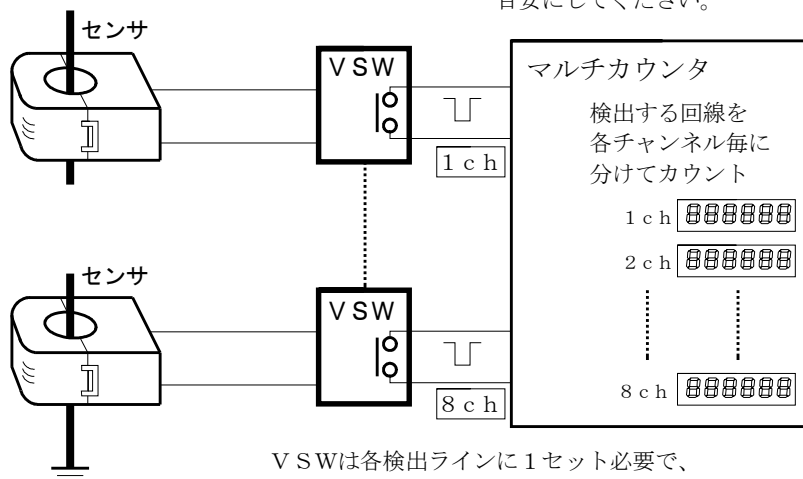 目安にしてください。
センサ
ＶＳＷ
マルチカウンタ
検出する回線を
各チャンネル毎に
分けてカウント
１ｃｈ
１ｃｈ 888888
２ｃｈ 888888
センサ
ＶＳＷ
８ｃｈ
８ｃｈ 888888
ＶＳＷは各検出ラインに１セット必要で、